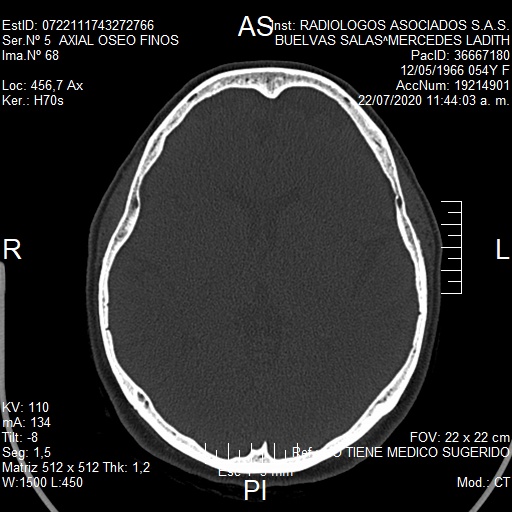 EstID: 0722111743272766
Ser.Nº 5 AXIAL OSEO FINOS
Ima.Nº 68
Loc: 456,7 Ax
Ker.: H70s
AS
Inst: RADIOLOGOS ASOCIADOS S.A.S.
BUELVAS SALAS^MERCEDES LADITH
PacID: 36667180
12/05/1966 054Y F
AccNum: 19214901
22/07/2020 11:44:03 a. m.
R
L
KV: 110
mA: 134
Tilt: -8
Seg: 1,5
Matriz 512 x 512 Thk: 1,2
W:1500 L:450
PI
FOV: 22 x 22 cm
TIENE MEDICO SUGERIDO
Mod.: CT